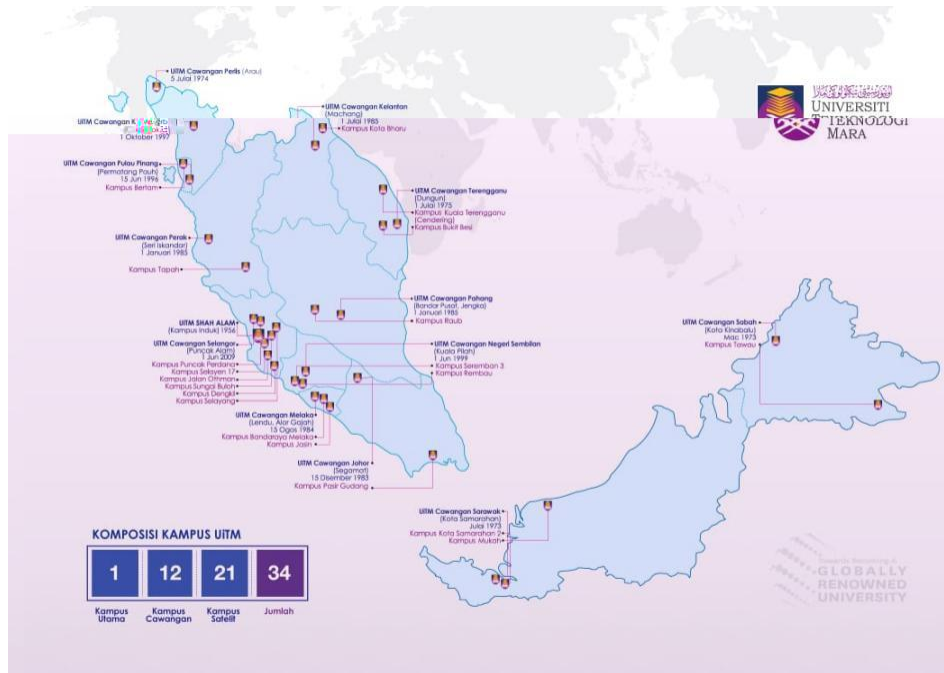 UiTM Cawangan Perlis (Arau)
5 Julai 1974
UiTM Cawangan K
1 Oktober 1997
UiTM Cawangan Pulau Pinang
(Permatang Pauh)
15 Jun 1996
Kampus Bertam
UiTM Cawangan Perak
(Seri Iskandar)
1 Januari 1985
Kampus Tapah
UiTM SHAH ALAM
(Kampus Induk) 1956
UiTM Cawangan Selangor
(Puncak Alam)
1 Jun 2009
Kampus Puncak Perdana
Kampus Selayen 17
Kampus Jalan Othman
Kampus Sungai Buloh
Kampus Dengkil
Kampus Selayang
UiTM Cawangan Melaka
(Lendu, Alor Gajah)
15 Ogos 1984
Kampus Bandaraya Melaka
Kampus Jasin
UiTM Cawangan Johor
(Segamat)
15 Disember 1983
Kampus Pasir Gudang
UiTM Cawangan Kelantan
(Machang)
1 Julai 1985
Kampus Kota Bharu
UiTM Cawangan Terengganu
(Dungun)
1 Julai 1975
Kampus Kuala Terengganu
(Cendering)
Kampus Bukit Besi
UiTM Cawangan Pahang
(Bandar Pusat, Jengka)
1 Januari 1985
Kampus Raub
UiTM Cawangan Negeri Sembilan
(Kuala Pilah)
1 Jun 1999
Kampus Seremban 3
Kampus Rembau
UiTM Cawangan Sabah
(Kota Kinabalu)
Mac 1973
Kampus Tawau
UiTM Cawangan Sarawak
(Kota Samarahan)
Julai 1973
Kampus Kota Samarahan 2
Kampus Mukah
UNIVERSITI
TEKNOLOGI
MARA
KOMPOSISI KAMPUS UiTM
1 12 21 34
Kampus Utama
Kampus Cawangan
Kampus Satelit
Jumlah
Towards Becoming A
GLOBALLY
RENOWNED
UNIVERSITY